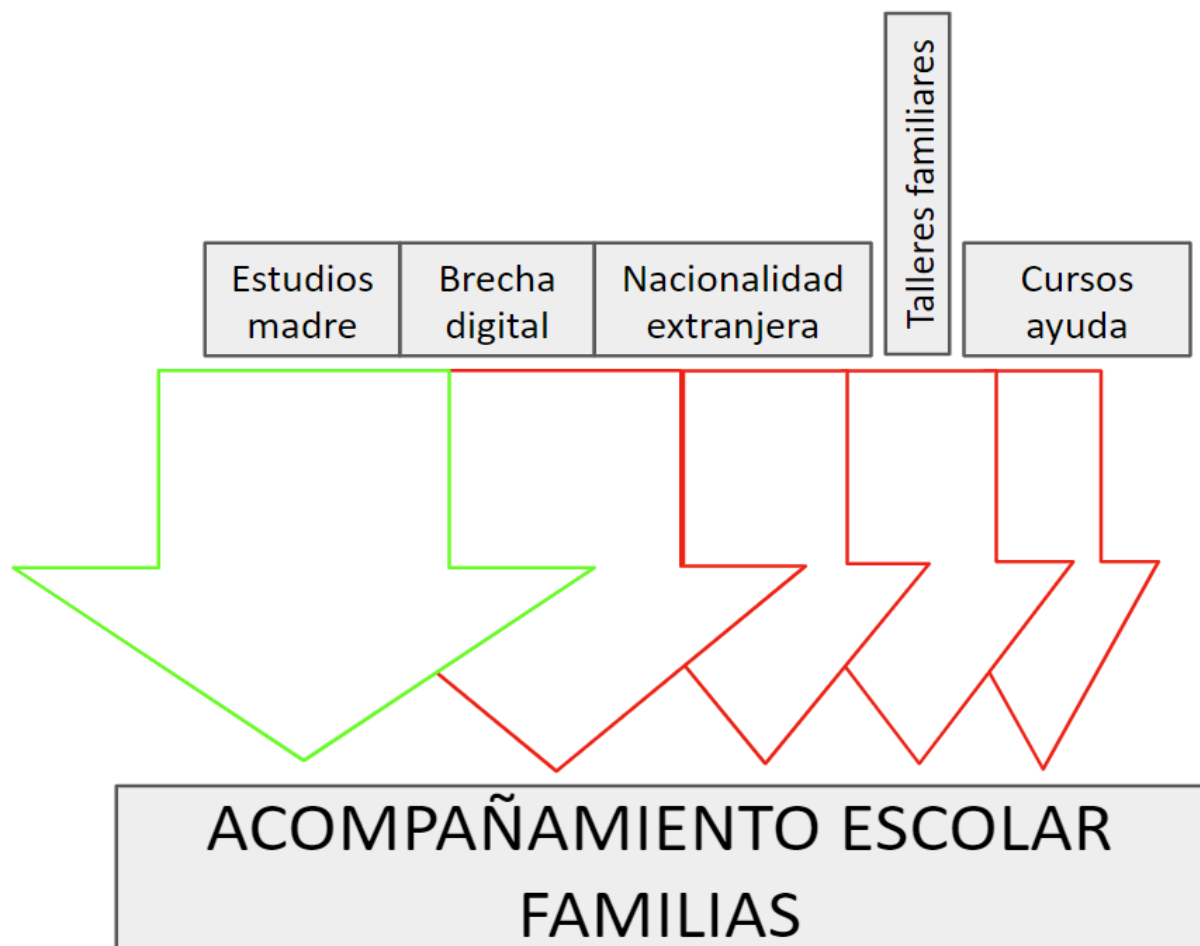 Estudios
madre
Brecha
digital
Nacionalidad
extranjera
Talleres familiares
Cursos
ayuda
ACOMPAÑAMIENTO ESCOLAR
FAMILIAS